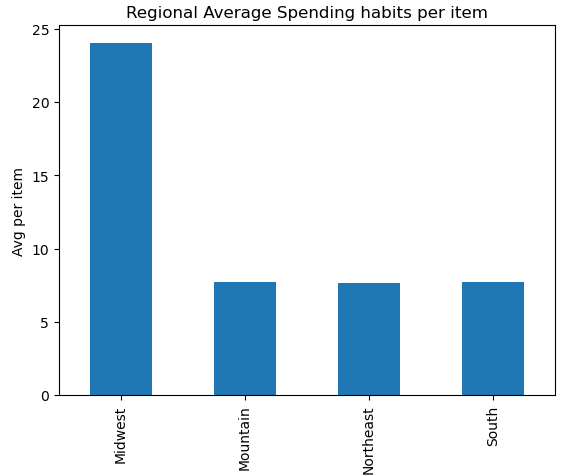 Regional Average Spending habits per item
Avg per item
25
20
15
10
5
0
Midwest
Mountain
Northeast
South